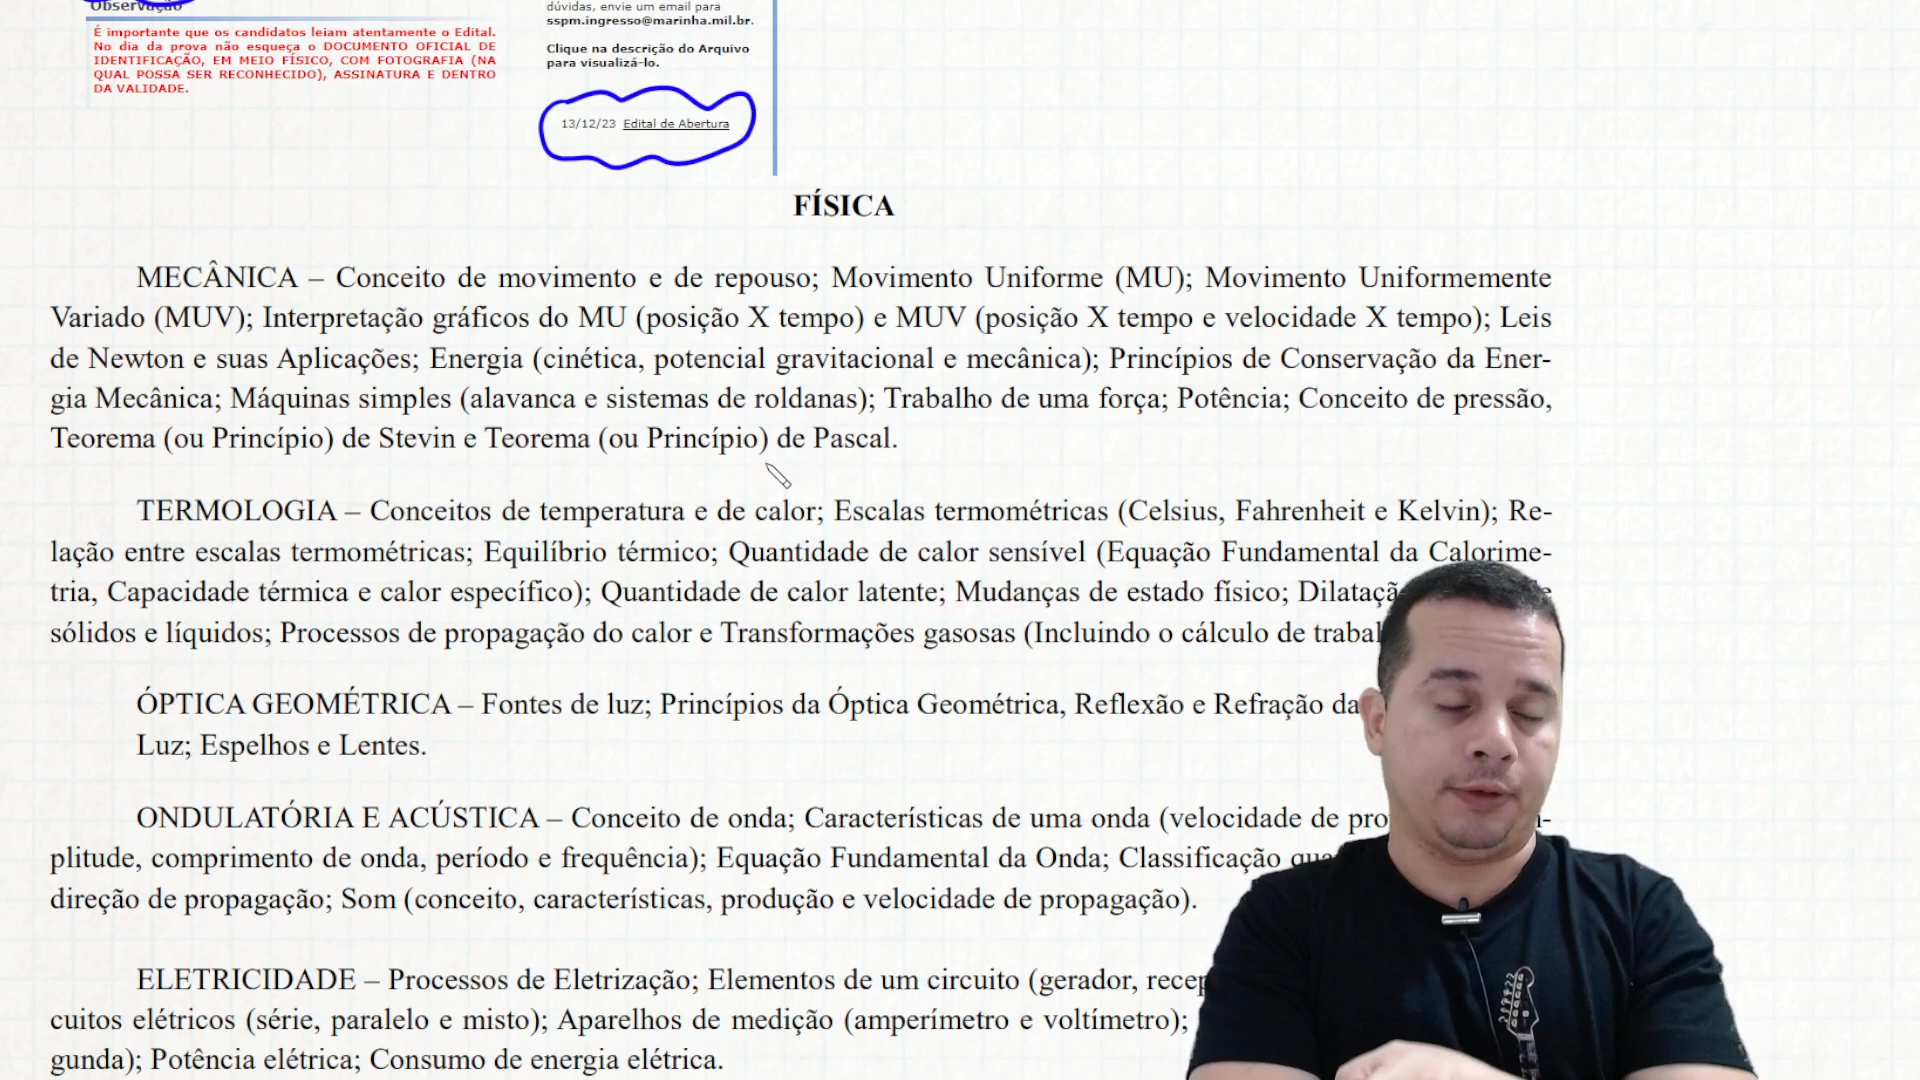 Observação
É importante que os candidatos leiam atentamente o Edital.
No dia da prova não esqueça o DOCUMENTO OFICIAL DE
IDENTIFICAÇÃO, EM MEIO FÍSICO, COM FOTOGRAFIA (NA
QUAL POSSA SER RECONHECIDO), ASSINATURA E DENTRO
DA VALIDADE.
dúvidas, envie um email para
sspm.ingresso@marinha.mil.br.
Clique na descrição do Arquivo
para visualizá-lo.
13/12/23 Edital de Abertura
FÍSICA
MECÂNICA – Conceito de movimento e de repouso; Movimento Uniforme (MU); Movimento Uniformemente
Variado (MUV); Interpretação gráficos do MU (posição X tempo) e MUV (posição X tempo e velocidade X tempo); Leis
de Newton e suas Aplicações; Energia (cinética, potencial gravitacional e mecânica); Princípios de Conservação da Ener-
gia Mecânica; Máquinas simples (alavanca e sistemas de roldanas); Trabalho de uma força; Potência; Conceito de pressão,
Teorema (ou Princípio) de Stevin e Teorema (ou Princípio) de Pascal.
TERMOLOGIA – Conceitos de temperatura e de calor; Escalas termométricas (Celsius, Fahrenheit e Kelvin); Re-
lação entre escalas termométricas; Equilíbrio térmico; Quantidade de calor sensível (Equação Fundamental da Calorime-
tria, Capacidade térmica e calor específico); Quantidade de calor latente; Mudanças de estado físico;
sólidos e líquidos; Processos de propagação do calor e Transformações gasosas (Incluindo o cálculo de
ÓPTICA GEOMÉTRICA – Fontes de luz; Princípios da Óptica Geométrica, Reflexão e Refração da
Luz; Espelhos e Lentes.
ONDULATÓRIA E ACÚSTICA – Conceito de onda; Características de uma onda (velocidade de
plitude, comprimento de onda, período e frequência); Equação Fundamental da Onda; Classificação
direção de propagação; Som (conceito, características, produção e velocidade de propagação).
ELETRICIDADE – Processos de Eletrização; Elementos de um circuito (gerador,
cuitos elétricos (série, paralelo e misto); Aparelhos de medição (amperímetro e voltímetro);
gunda); Potência elétrica; Consumo de energia elétrica.